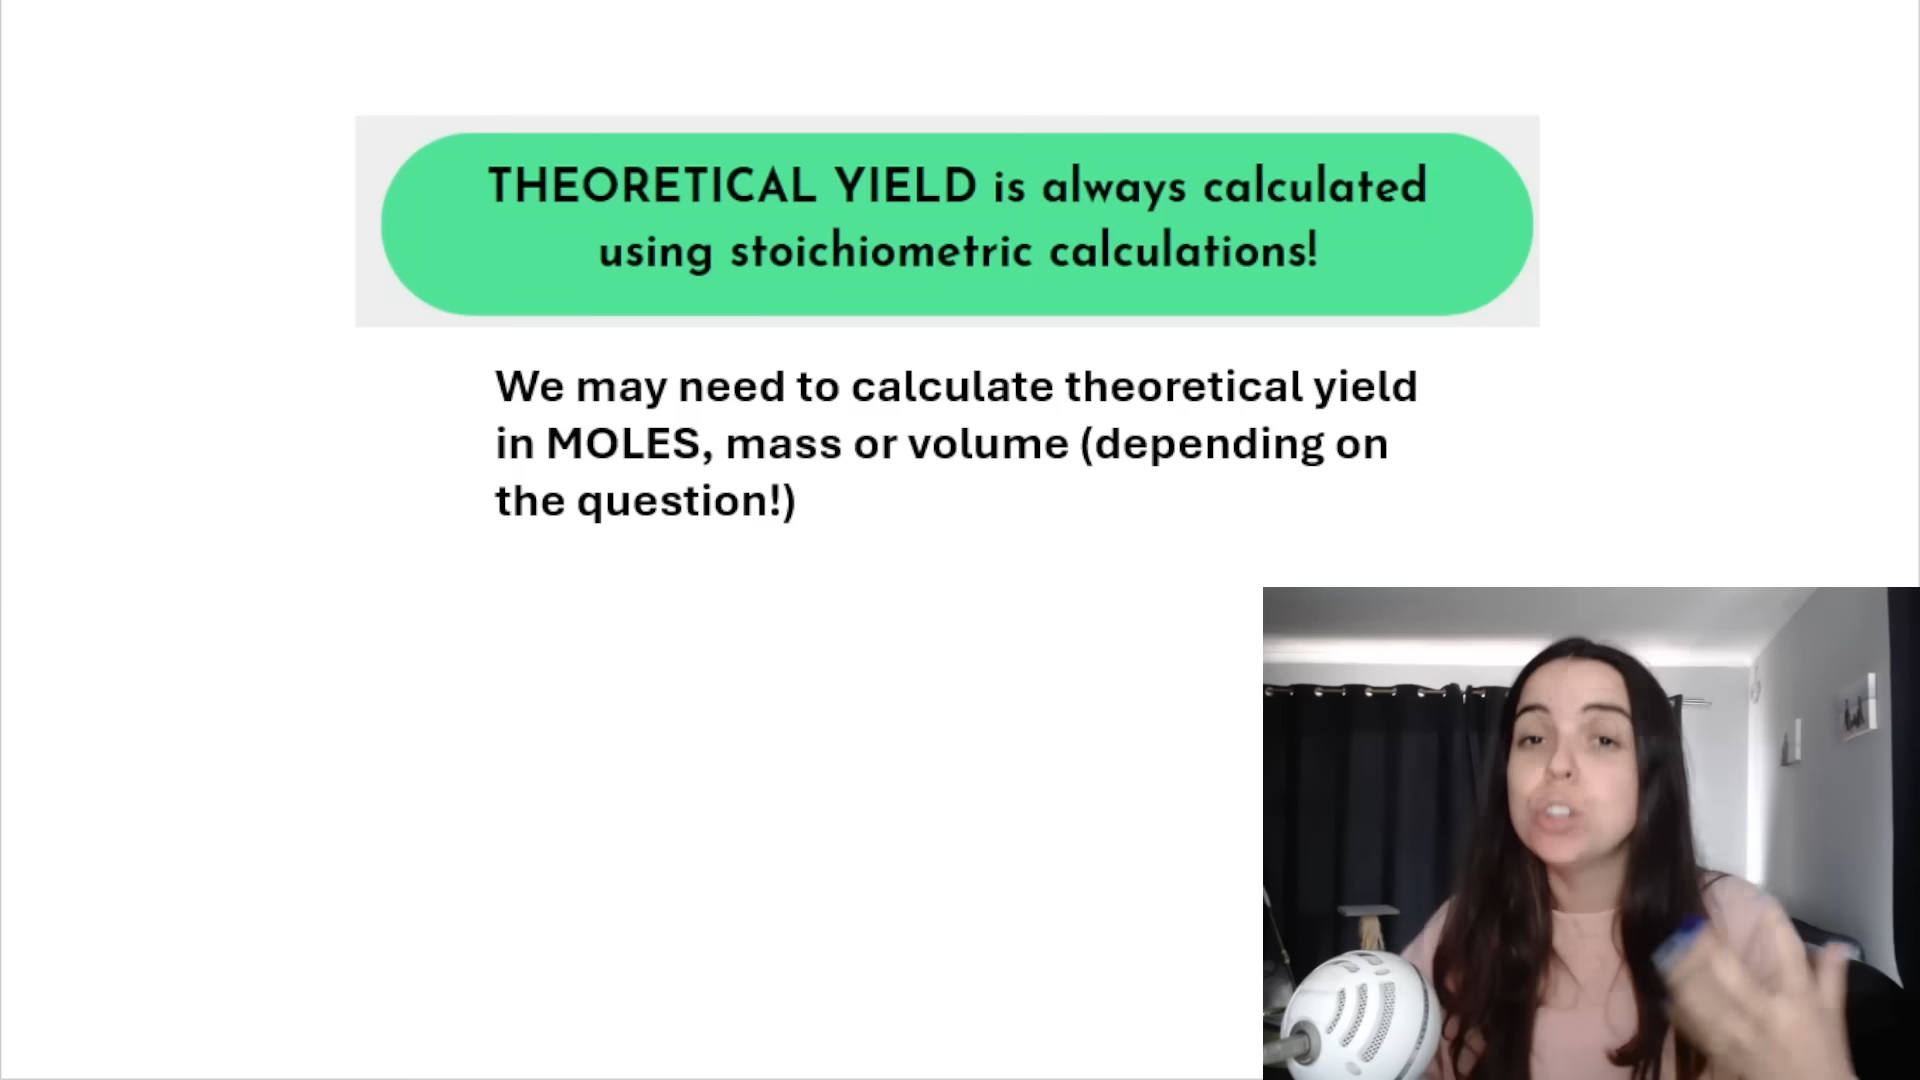 THEORETICAL YIELD is always calculated
using stoichiometric calculations!
We may need to calculate theoretical yield
in MOLES, mass or volume (depending on
the question!)